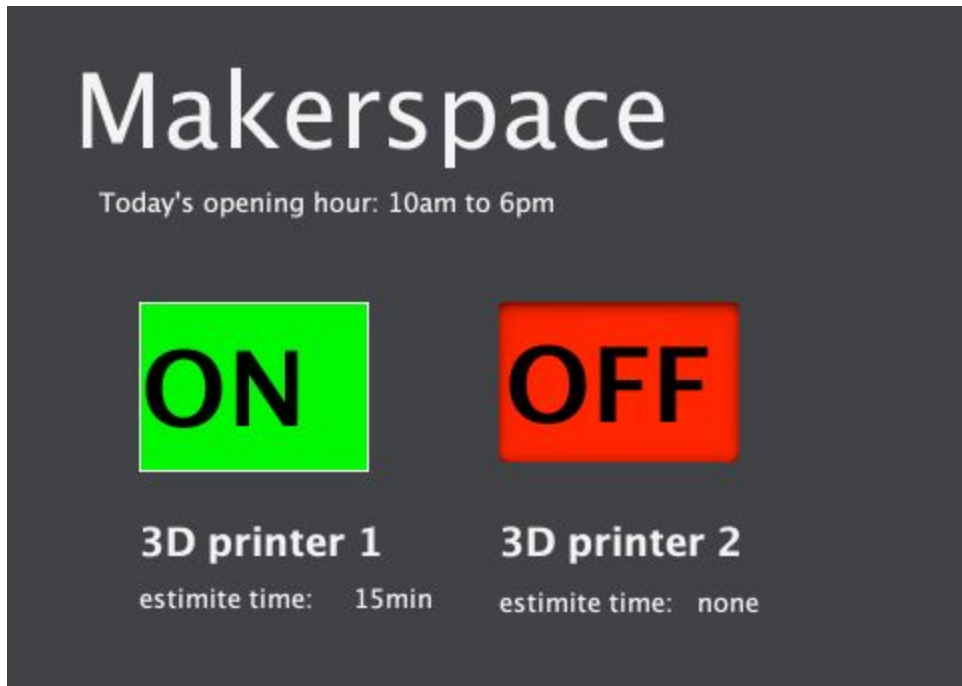 Makerspace
Today's opening hour: 10am to 6pm
ON
OFF
3D printer 1
3D printer 2
estimite time: 15min
estimite time: none